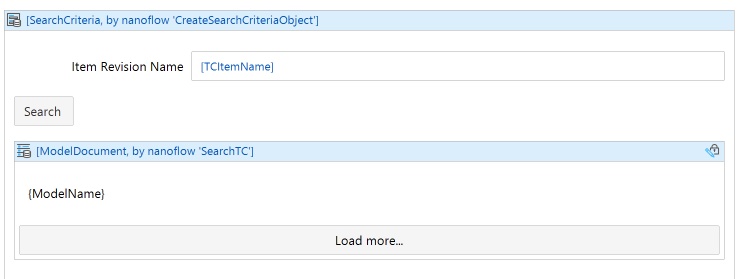 [SearchCriteria, by nanoflow 'CreateSearchCriteriaObject']
Item Revision Name [TCItemName]
Search
[ModelDocument, by nanoflow 'SearchTC']
{ModelName}
Load more...